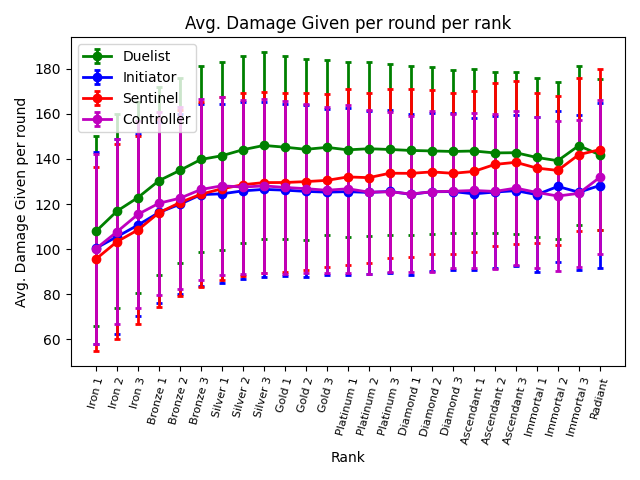 Avg. Damage Given per round per rank
Duelist
Initiator
Sentinel
Controller
Avg. Damage Given per round
180
160
140
120
100
80
60
Iron 1
Iron 2
Iron 3
Bronze 1
Bronze 2
Bronze 3
Silver 1
Silver 2
Silver 3
Gold 1
Gold 2
Gold 3
Platinum 1
Platinum 2
Platinum 3
Diamond 1
Diamond 2
Diamond 3
Ascendant 1
Ascendant 2
Ascendant 3
Immortal 1
Immortal 2
Immortal 3
Radiant
Rank